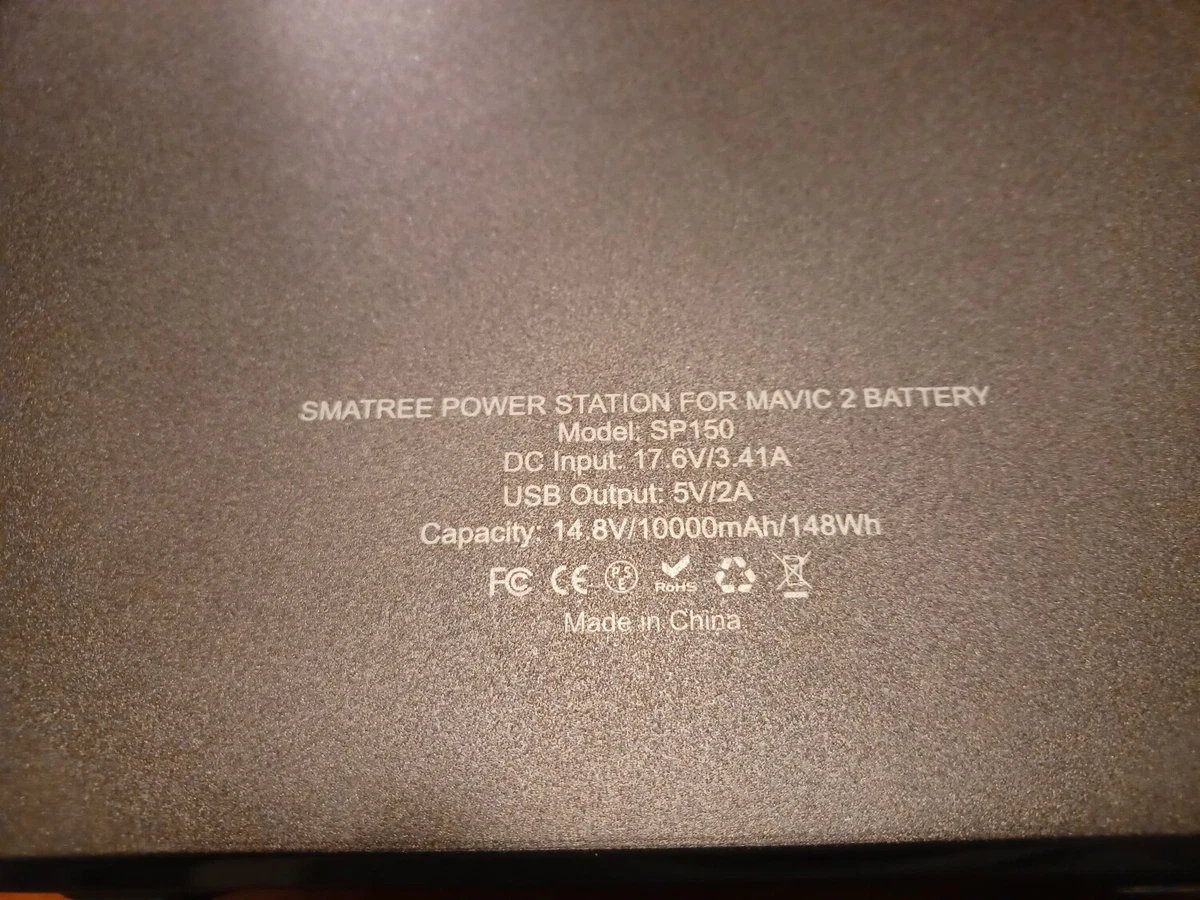 SMATREE POWER STATION FOR MAVIC 2 BATTERY
Model: SP150
DC Input: 17.6V/3.41A
USB Output: 5V/2A
Capacity: 14.8V/10000mAh/148Wh
FC CE PSE RoHS
Made in China